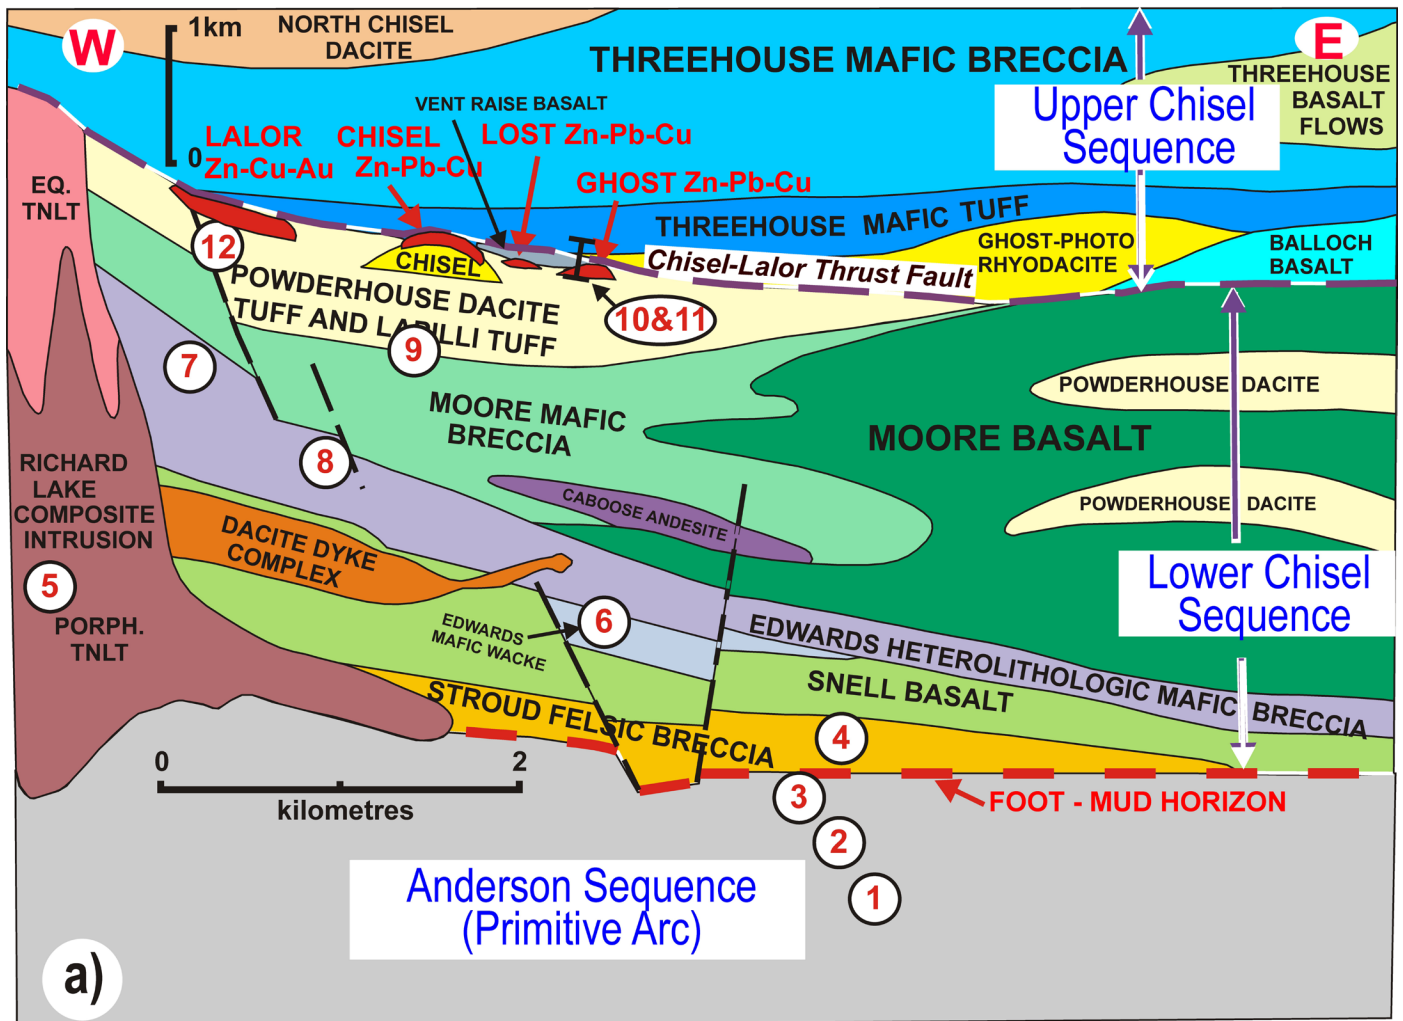 W
1km
0
NORTH CHISEL
DACITE
THREEHOUSE MAFIC BRECCIA
E
THREEHOUSE
BASALT
FLOWS
Upper Chisel
Sequence
VENT RAISE BASALT
LALOR
Zn-Cu-Au
CHISEL
Zn-Pb-Cu
LOST Zn-Pb-Cu
GHOST Zn-Pb-Cu
EQ.
TNLT
THREEHOUSE MAFIC TUFF
12
CHISEL
Chisel-Lalor Thrust Fault
GHOST-PHOTO
RHYODACITE
BALLOCH
BASALT
POWDERHOUSE DACITE
TUFF AND LAPILLI TUFF
10&11
9
7
POWDERHOUSE DACITE
MOORE MAFIC
BRECCIA
MOORE BASALT
8
RICHARD
LAKE
COMPOSITE
INTRUSION
CABOOSE ANDESITE
POWDERHOUSE DACITE
DACITE DYKE
COMPLEX
5
PORPH.
TNLT
Lower Chisel
Sequence
EDWARDS
MAFIC WACKE
6
EDWARDS HETEROLITHOLOGIC MAFIC BRECCIA
SNELL BASALT
STROUD FELSIC BRECCIA
4
0
2
kilometres
3
FOOT - MUD HORIZON
2
1
Anderson Sequence
(Primitive Arc)
a)